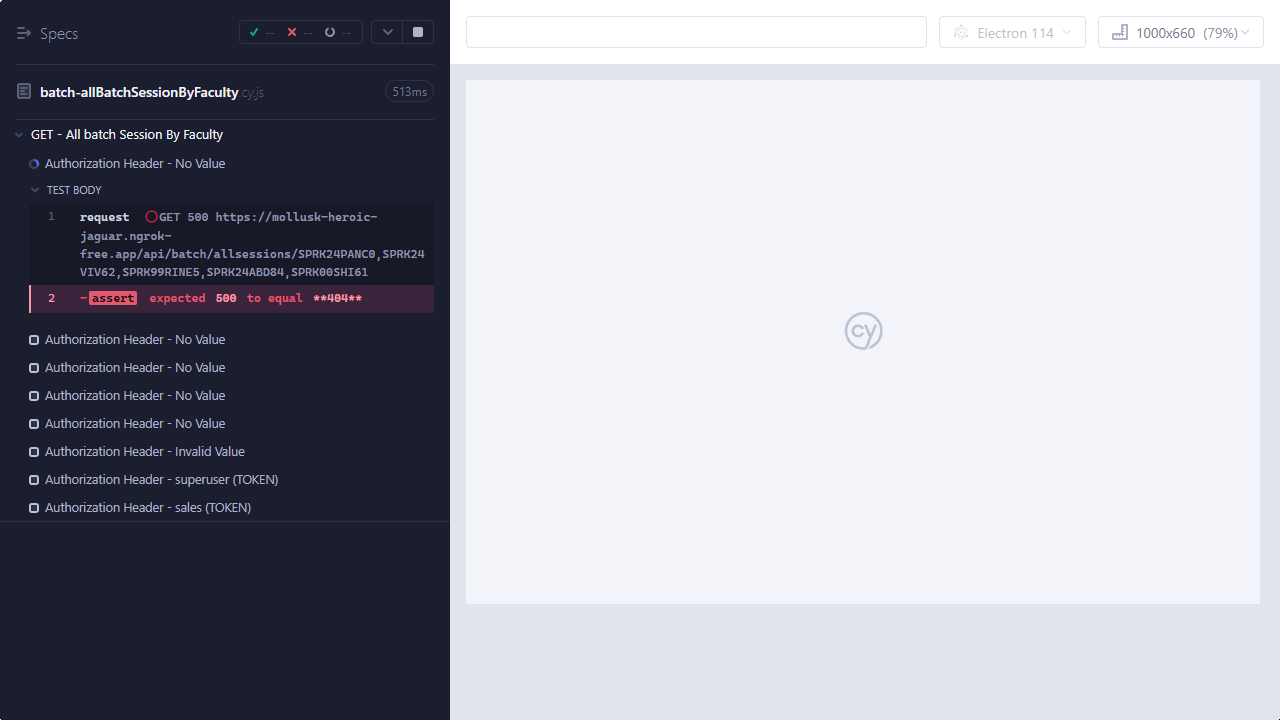 Specs
--
--
--
Electron 114
1000x660 (79%)
batch-allBatchSessionByFaculty.cy.js
513ms
GET - All batch Session By Faculty
Authorization Header - No Value
TEST BODY
1 request GET 500 https://mollusk-heroic-
jaguar.ngrok-
free.app/api/batch/allsessions/SPRK24PANC0,SPRK24
VIV62,SPRK99RINE5,SPRK24ABD84,SPRK00SHI61
2 -assert expected 500 to equal **404**
Authorization Header - No Value
Authorization Header - No Value
Authorization Header - No Value
Authorization Header - No Value
Authorization Header - Invalid Value
Authorization Header - superuser (TOKEN)
Authorization Header - sales (TOKEN)
cy